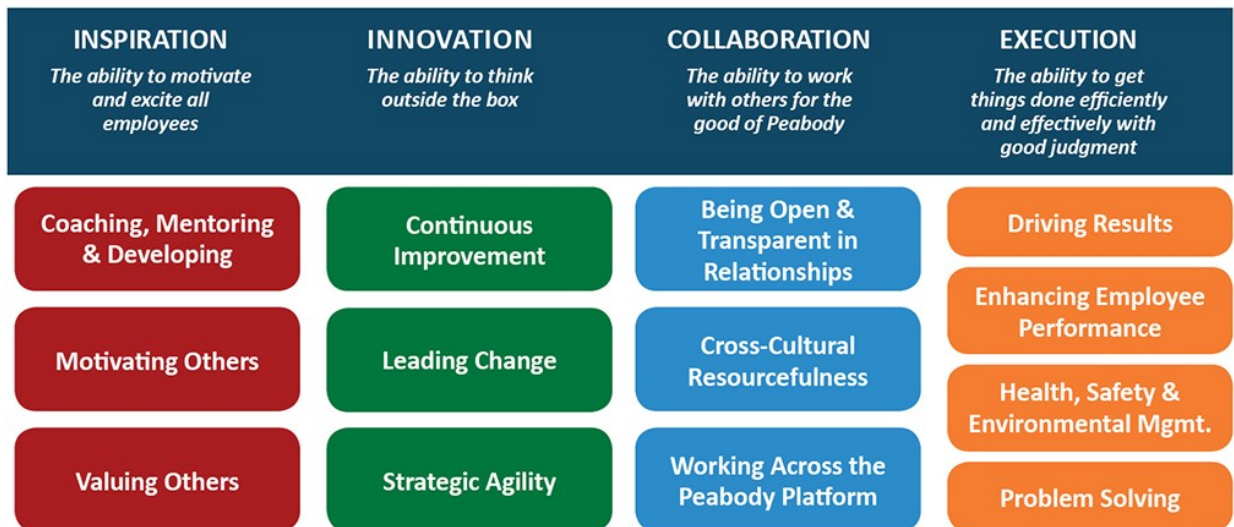 INSPIRATION
The ability to motivate
and excite all
employees
INNOVATION
The ability to think
outside the box
COLLABORATION
The ability to work
with others for the
good of Peabody
EXECUTION
The ability to get
things done efficiently
and effectively with
good judgment
Coaching, Mentoring
& Developing
Motivating Others
Valuing Others
Continuous
Improvement
Leading Change
Strategic Agility
Being Open &
Transparent in
Relationships
Cross-Cultural
Resourcefulness
Working Across the
Peabody Platform
Driving Results
Enhancing Employee
Performance
Health, Safety &
Environmental Mgmt.
Problem Solving